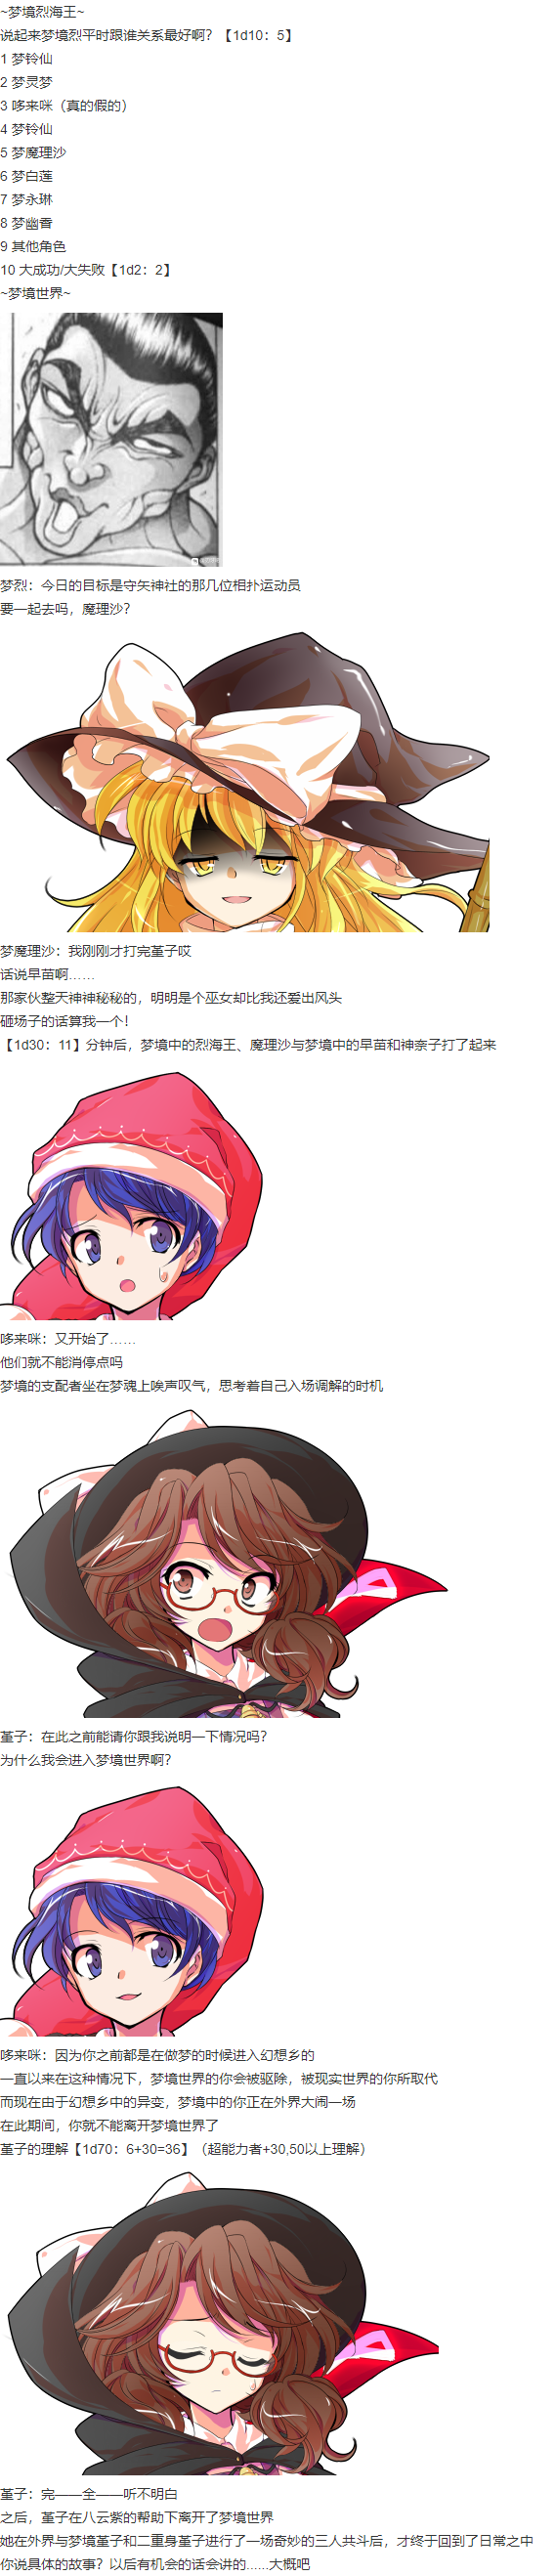 ~梦境烈海王~
说起来梦境烈平时跟谁关系最好啊？【1d10：5】
1 梦铃仙
2 梦灵梦
3 哆来咪（真的假的）
4 梦铃仙
5 梦魔理沙
6 梦白莲
7 梦永琳
8 梦幽香
9 其他角色
10 大成功/大失败【1d2：2】
~梦境世界~
梦烈：今日的目标是守矢神社的那几位相扑运动员
要一起去吗，魔理沙？
梦魔理沙：我刚刚才打完堇子哎
话说早苗啊……
那家伙整天神神秘秘的，明明是个巫女却比我还爱出风头
砸场子的话算我一个！
【1d30：11】分钟后，梦境中的烈海王、魔理沙与梦境中的早苗和神奈子打了起来
哆来咪：又开始了……
他们就不能消停点吗
梦境的支配者坐在梦魂上唉声叹气，思考着自己入场调解的时机
堇子：在此之前能请你跟我说明一下情况吗？
为什么我会进入梦境世界啊？
哆来咪：因为你之前都是在做梦的时候进入幻想乡的
一直以来在这种情况下，梦境世界的你会被驱除，被现实世界的你所取代
而现在由于幻想乡中的异变，梦境中的你正在外界大闹一场
在此期间，你就不能离开梦境世界了
堇子的理解【1d70：6+30=36】（超能力者+30,50以上理解）
堇子：完——全——听不明白
之后，堇子在八云紫的帮助下离开了梦境世界
她在外界与梦境堇子和二重身堇子进行了一场奇妙的三人共斗后，才终于回到了日常之中
你说具体的故事？以后有机会的话会讲的......大概吧